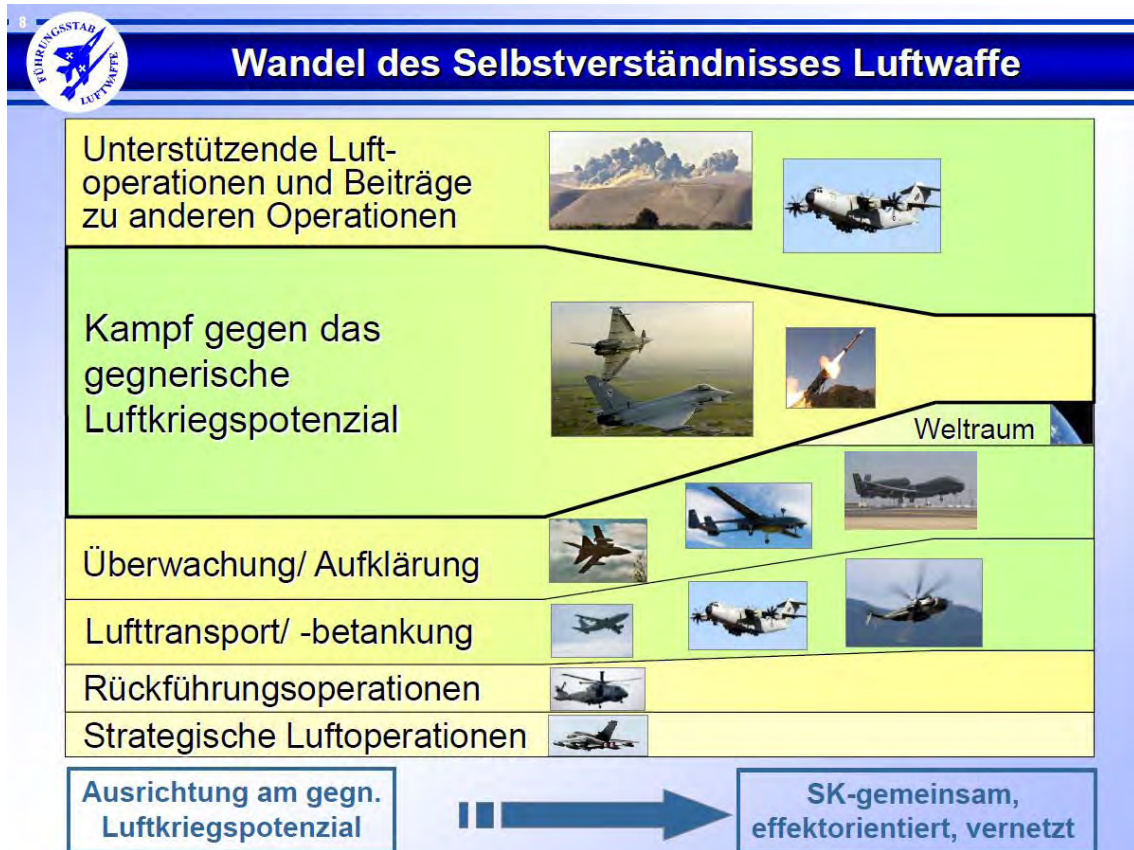 8
FÜHRUNGSSTAB
LUFTWAFFE
Wandel des Selbstverständnisses Luftwaffe
Unterstützende Luft-
operationen und Beiträge
zu anderen Operationen
Kampf gegen das
gegnerische
Luftkriegspotenzial
Weltraum
Überwachung/ Aufklärung
Lufttransport/ -betankung
Rückführungsoperationen
Strategische Luftoperationen
Ausrichtung am gegn.
Luftkriegspotenzial
SK-gemeinsam,
effektorientiert, vernetzt